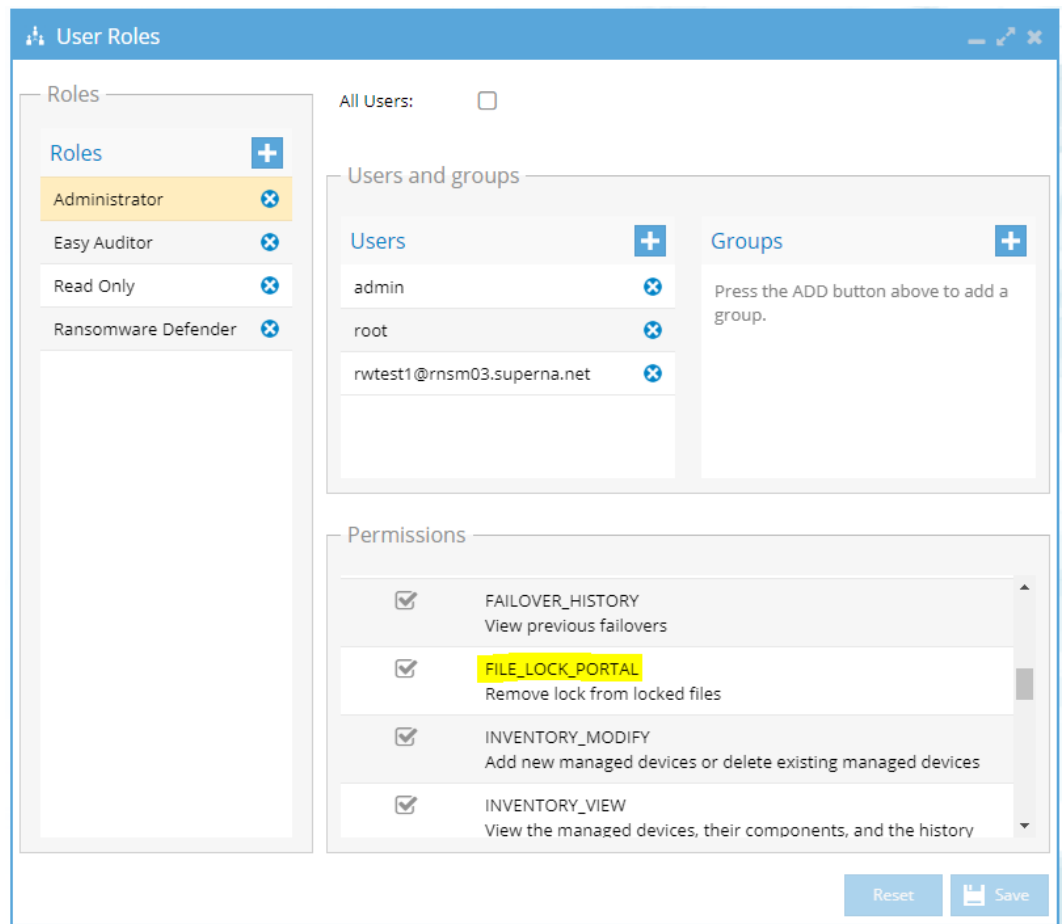 User Roles
Roles
Roles
Administrator
Easy Auditor
Read Only
Ransomware Defender
All Users:
Users and groups
Users
admin
root
rwtest1@rnsm03.superna.net
Groups
Press the ADD button above to add a
group.
Permissions
FAILOVER_HISTORY
View previous failovers
FILE_LOCK_PORTAL
Remove lock from locked files
INVENTORY_MODIFY
Add new managed devices or delete existing managed devices
INVENTORY_VIEW
View the managed devices, their components, and the history
Reset
Save